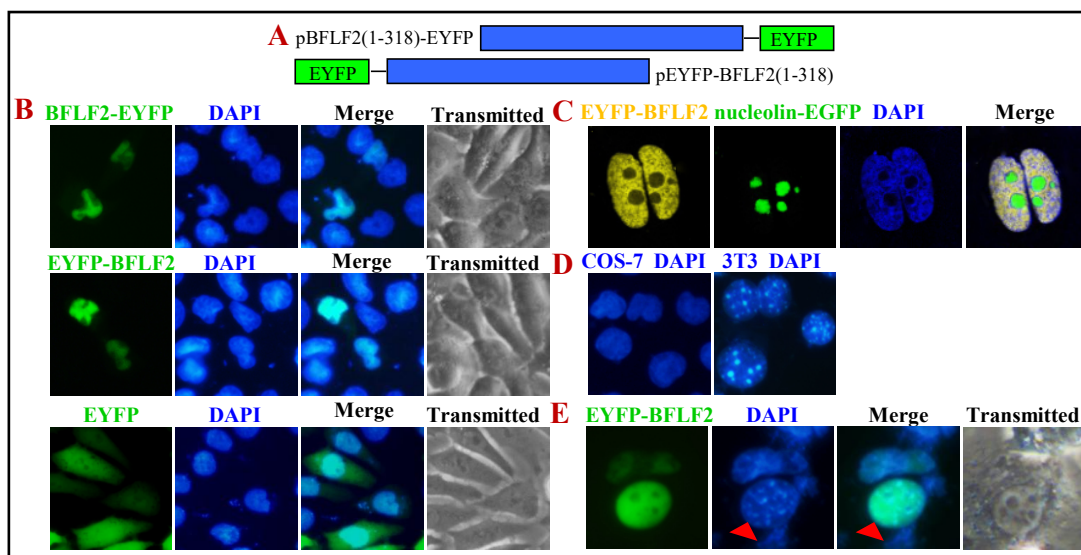 A pBFLF2(1-318)-EYFP EYFP
EYFP pEYFP-BFLF2(1-318)
B BFLF2-EYFP DAPI Merge Transmitted
C EYFP-BFLF2 nucleolin-EGFP DAPI Merge
EYFP-BFLF2 DAPI Merge Transmitted
D COS-7 DAPI 3T3 DAPI
EYFP DAPI Merge Transmitted
E EYFP-BFLF2 DAPI Merge Transmitted